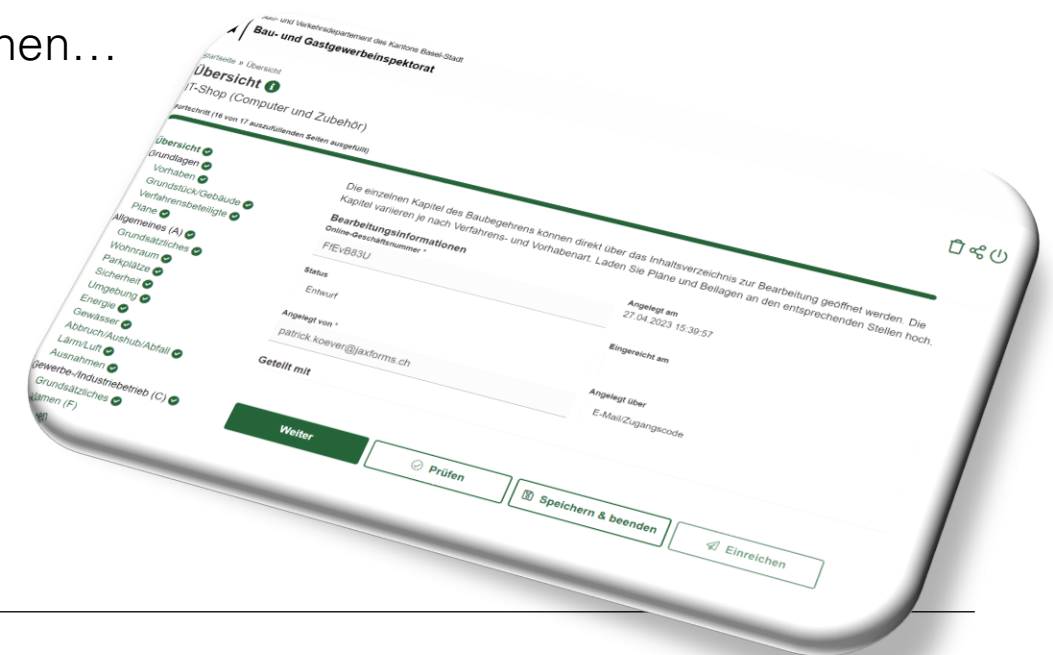 nen…
Bau- und Verkehrsdepartement des Kantons Basel-Stadt
Bau- und Gastgewerbeinspektorat
Startseite » Übersicht
Übersicht
IT-Shop (Computer und Zubehör)
Fortschritt (16 von 17 auszufüllenden Seiten ausgefüllt)
Übersicht
Grundlagen
Vorhaben
Grundstück/Gebäude
Verfahrensbeteiligte
Pläne
Allgemeines (A)
Grundsätzliches
Wohnraum
Parkplätze
Sicherheit
Umgebung
Energie
Gewässer
Abbruch/Aushub/Abfall
Lärm/Luft
Ausnahmen
Gewerbe-/Industriebetrieb (C)
Grundsätzliches
(F)
Die einzelnen Kapitel des Baubegehrens können direkt über das Inhaltsverzeichnis zur Bearbeitung geöffnet werden. Die
Kapitel variieren je nach Verfahrens- und Vorhabenart. Laden Sie Pläne und Beilagen an den entsprechenden Stellen hoch.
Bearbeitungsinformationen
Online-Geschäftsnummer *
FfEvB83U
Status
Entwurf
Angelegt von *
patrick.koever@jaxforms.ch
Geteilt mit
Angelegt am
27.04.2023 15:39:57
Eingereicht am
Angelegt über
E-Mail/Zugangscode
Weiter
Prüfen
Speichern & beenden
Einreichen